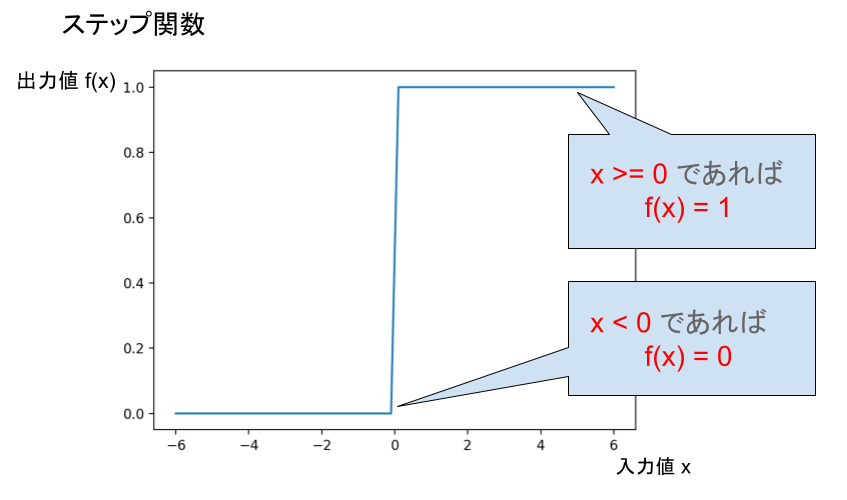 ステップ関数
出力値 f(x)
1.0
0.8
0.6
0.4
0.2
0.0
−6 −4 −2 0 2 4 6
入力値 x
x >= 0 であれば
f(x) = 1
x < 0 であれば
f(x) = 0